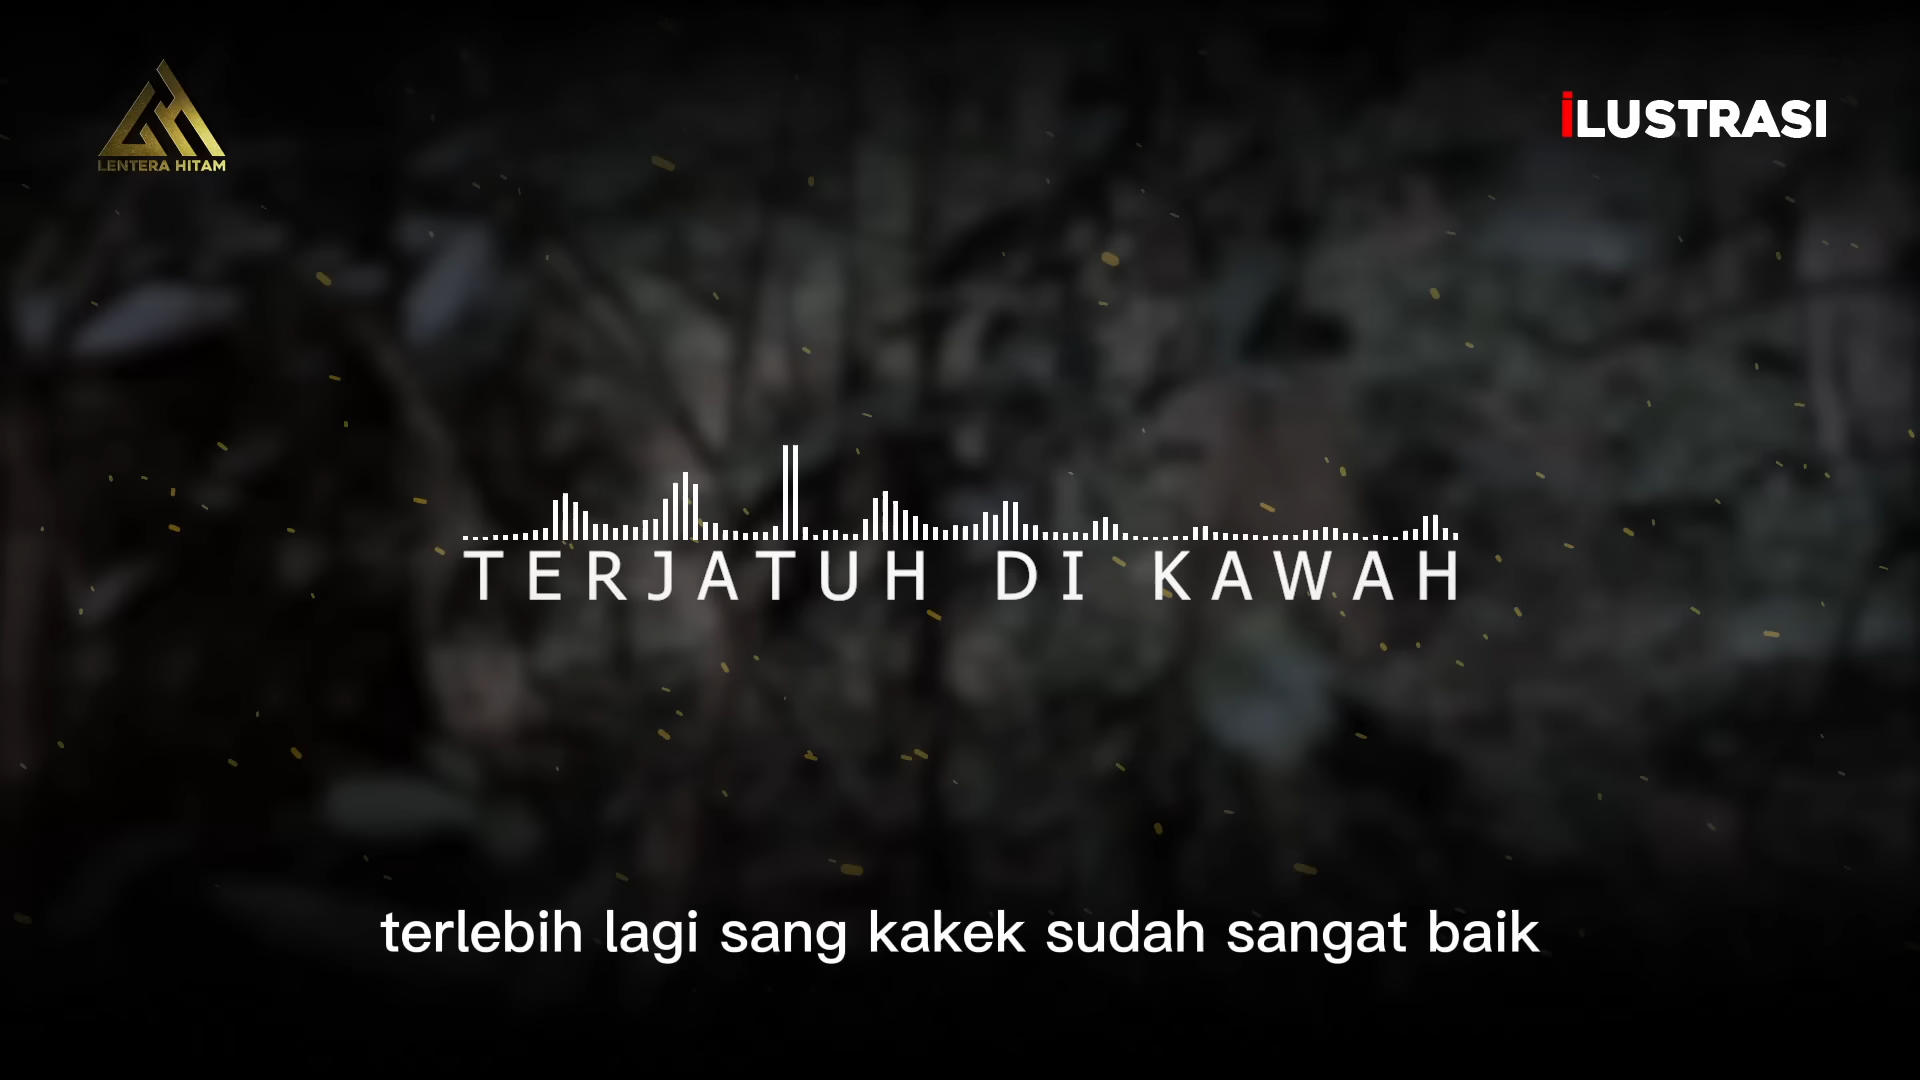 LENTERA HITAM
iLUSTRASI
TERJATUH DI KAWAH
terlebih lagi sang kakek sudah sangat baik